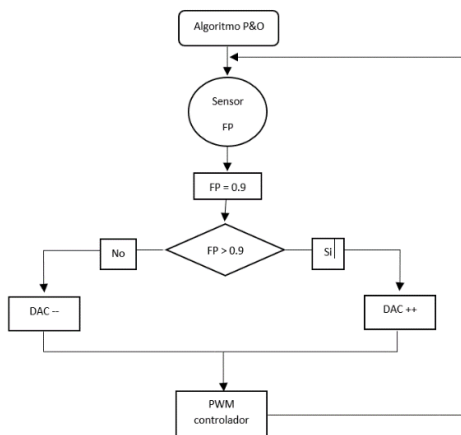 Algoritmo P&O
Sensor
FP
FP = 0.9
FP > 0.9
No
Si
DAC --
DAC ++
PWM
controlador